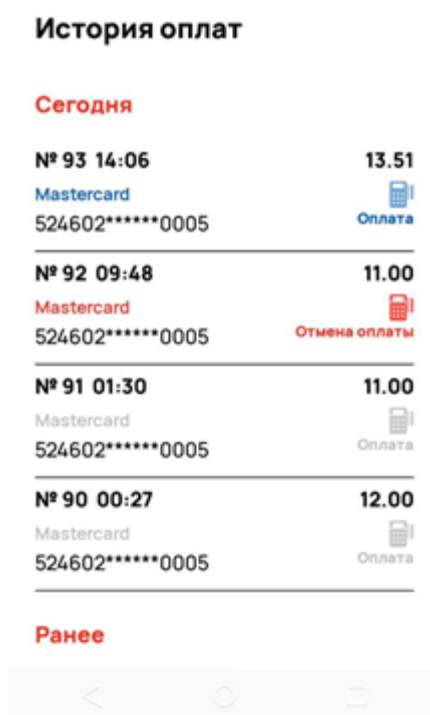 История оплат
Сегодня
№ 93 14:06 13.51
Mastercard
524602******0005 Оплата
№ 92 09:48 11.00
Mastercard
524602******0005 Отмена оплаты
№ 91 01:30 11.00
Mastercard
524602******0005 Оплата
№ 90 00:27 12.00
Mastercard
524602******0005 Оплата
Ранее